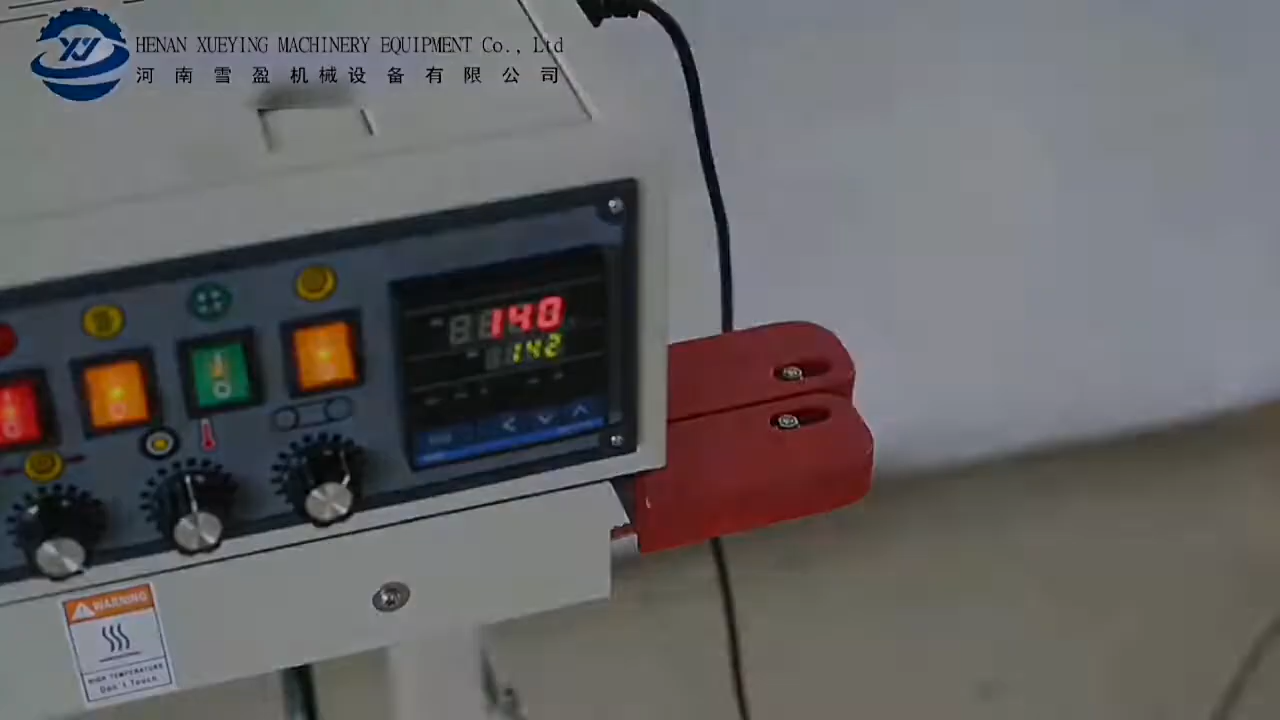 HENAN XUEYING MACHINERY EQUIPMENT Co., Ltd
河南雪盈机械设备有限公司
140
142
WARNING
HIGH TEMPERATURE
Don't Touch